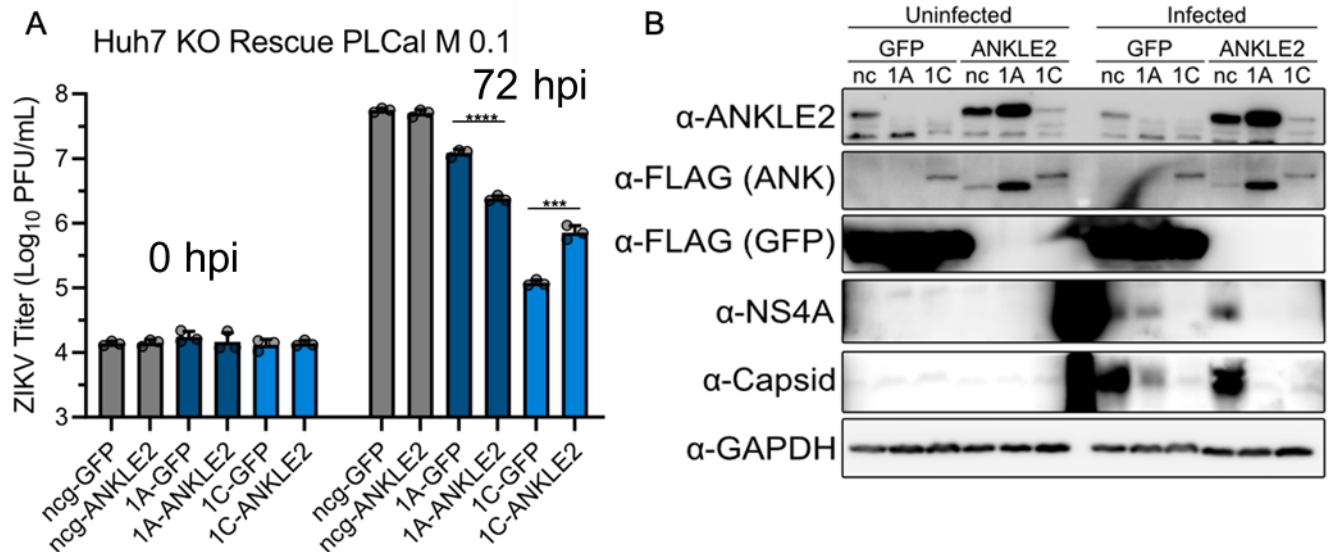 A
Huh7 KO Rescue PLCal M 0.1
72 hpi
0 hpi
ZIKV Titer (Log10 PFU/mL)
8
7
6
5
4
3
****
***
ncg-GFP
ncg-ANKLE2
1A-GFP
1A-ANKLE2
1C-GFP
1C-ANKLE2
ncg-GFP
ncg-ANKLE2
1A-GFP
1A-ANKLE2
1C-GFP
1C-ANKLE2
B
Uninfected Infected
GFP ANKLE2 GFP ANKLE2
nc 1A 1C nc 1A 1C nc 1A 1C nc 1A 1C
α-ANKLE2
α-FLAG (ANK)
α-FLAG (GFP)
α-NS4A
α-Capsid
α-GAPDH